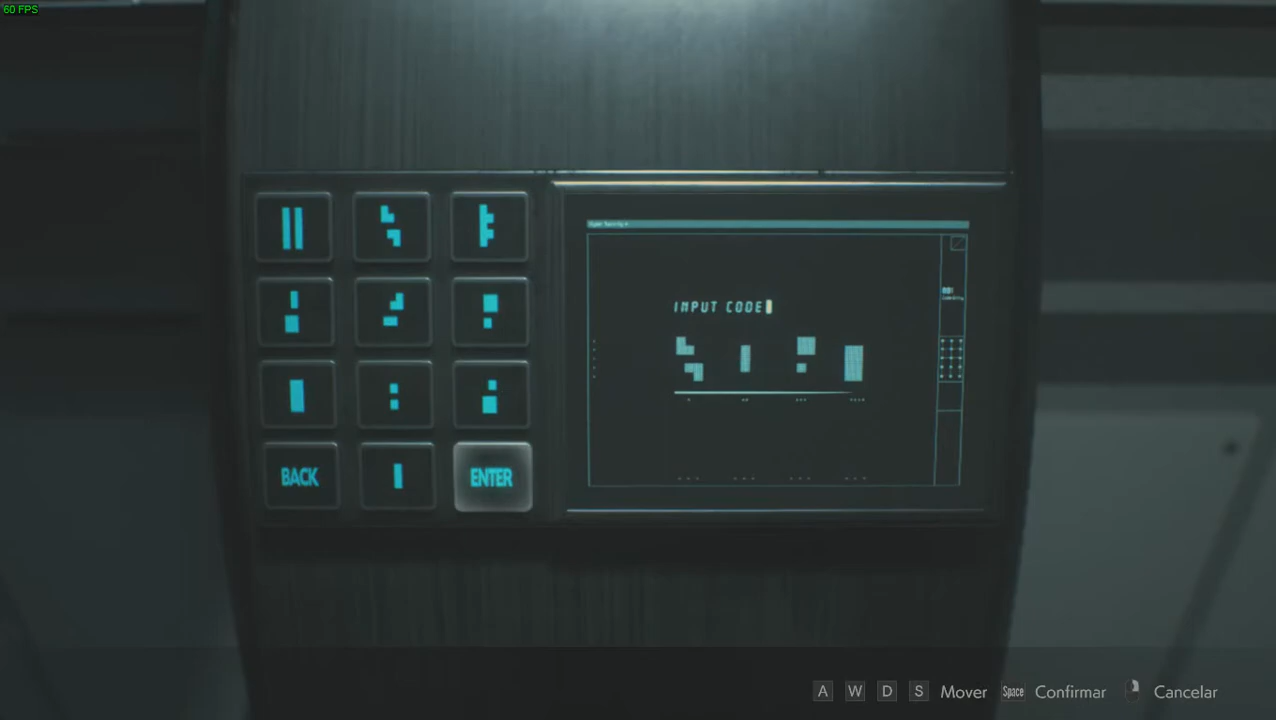 60 FPS
INPUT CODE
BACK
ENTER
A W D S Mover Space Confirmar Cancelar